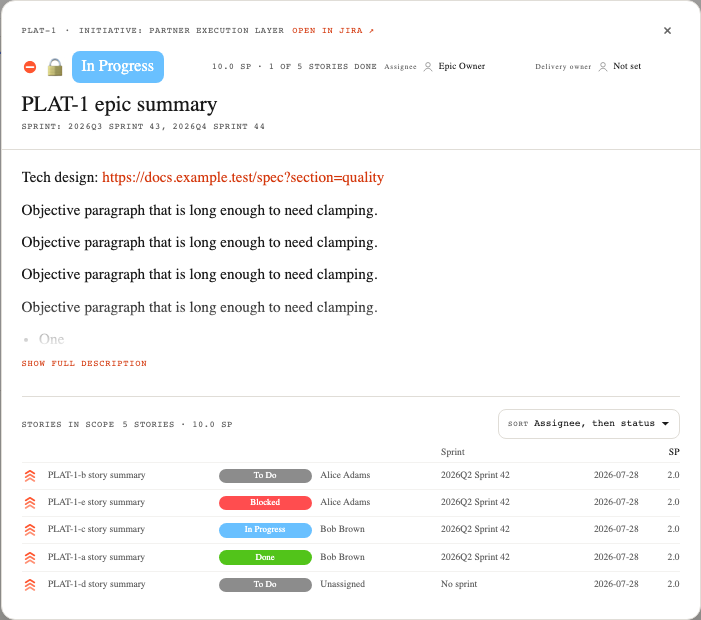 PLAT-1 · INITIATIVE: PARTNER EXECUTION LAYER OPEN IN JIRA ↗ ×
In Progress 10.0 SP · 1 OF 5 STORIES DONE Assignee Epic Owner Delivery owner Not set
PLAT-1 epic summary
SPRINT: 2026Q3 SPRINT 43, 2026Q4 SPRINT 44
Tech design: https://docs.example.test/spec?section=quality
Objective paragraph that is long enough to need clamping.
Objective paragraph that is long enough to need clamping.
Objective paragraph that is long enough to need clamping.
Objective paragraph that is long enough to need clamping.
• One
SHOW FULL DESCRIPTION
STORIES IN SCOPE 5 STORIES · 10.0 SP SORT Assignee, then status
Sprint SP
PLAT-1-b story summary To Do Alice Adams 2026Q2 Sprint 42 2026-07-28 2.0
PLAT-1-e story summary Blocked Alice Adams 2026Q2 Sprint 42 2026-07-28 2.0
PLAT-1-c story summary In Progress Bob Brown 2026Q2 Sprint 42 2026-07-28 2.0
PLAT-1-a story summary Done Bob Brown 2026Q2 Sprint 42 2026-07-28 2.0
PLAT-1-d story summary To Do Unassigned No sprint 2026-07-28 2.0